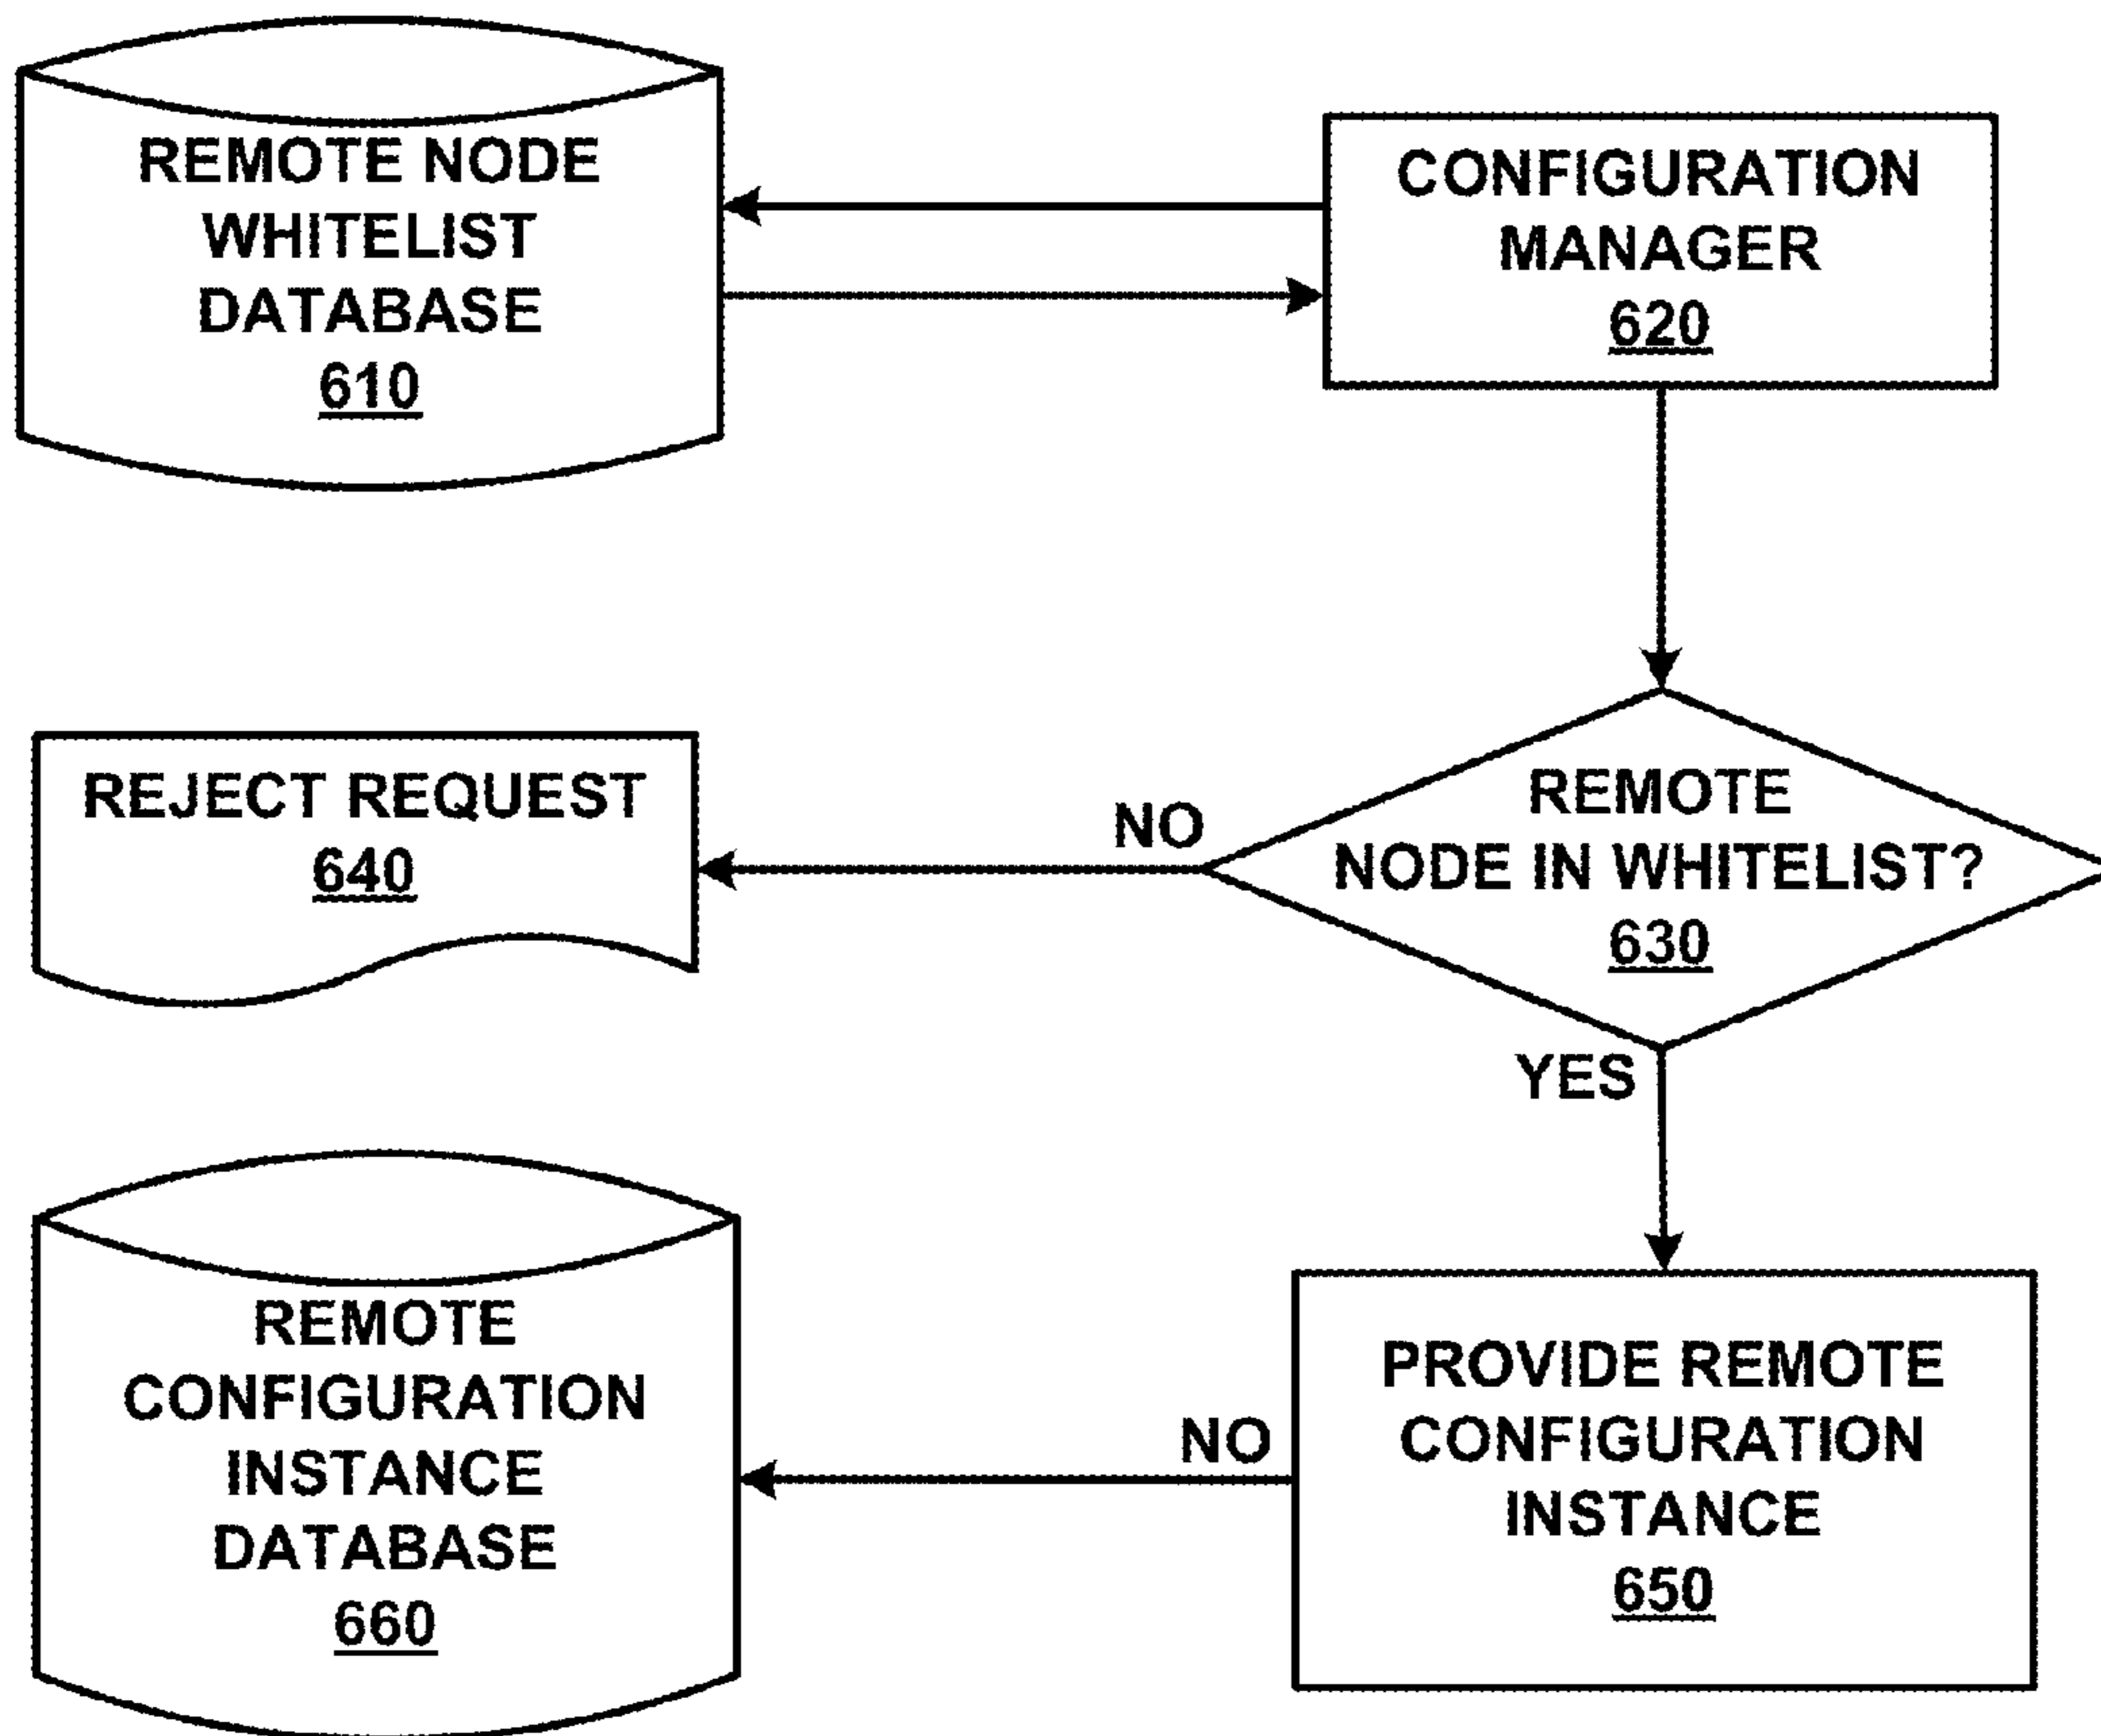 REMOTE NODE
WHITELIST
DATABASE
610
CONFIGURATION
MANAGER
620
REJECT REQUEST
640
NO
REMOTE
NODE IN WHITELIST?
630
YES
REMOTE
CONFIGURATION
INSTANCE
DATABASE
660
NO
PROVIDE REMOTE
CONFIGURATION
INSTANCE
650